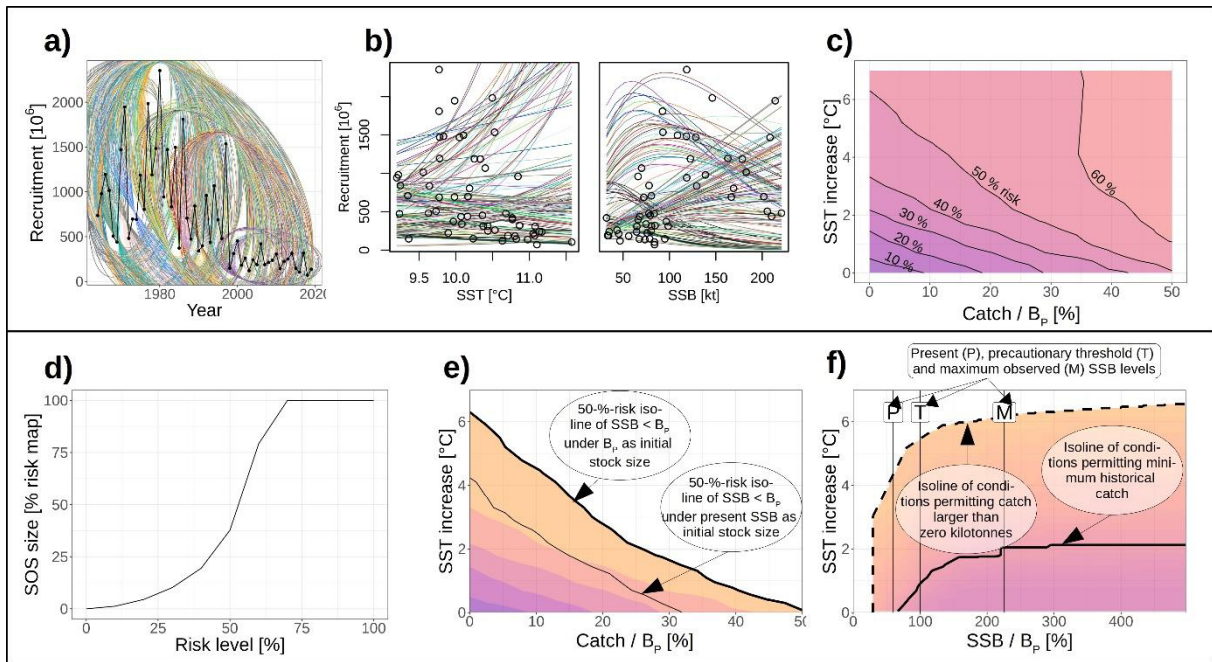 a)
Recruitment [10⁶]
2000
1500
1000
500
0
1980
2000
2020
Year
b)
Recruitment [10⁶]
1500
500
0
9.5
10.0
11.0
SST [°C]
50
100
150
200
SSB [kt]
c)
SST increase [°C]
6
4
2
0
50 % risk
60 %
40 %
30 %
20 %
10 %
0
10
20
30
40
50
Catch / B_P [%]
d)
SOS size [% risk map]
100
75
50
25
0
0
25
50
75
100
Risk level [%]
e)
SST increase [°C]
6
4
2
0
50-%-risk iso-
line of SSB < B_P
under B_P as initial
stock size
50-%-risk iso-
line of SSB < B_P
under present SSB as
initial stock size
0
10
20
30
40
50
Catch / B_P [%]
f)
Present (P), precautionary threshold (T)
and maximum observed (M) SSB levels
SST increase [°C]
6
4
2
0
P
T
M
Isoline of condi-
tions permitting mini-
mum historical
catch
Isoline of condi-
tions permitting catch
larger than
zero kilotonnes
100
200
300
400
SSB / B_P [%]